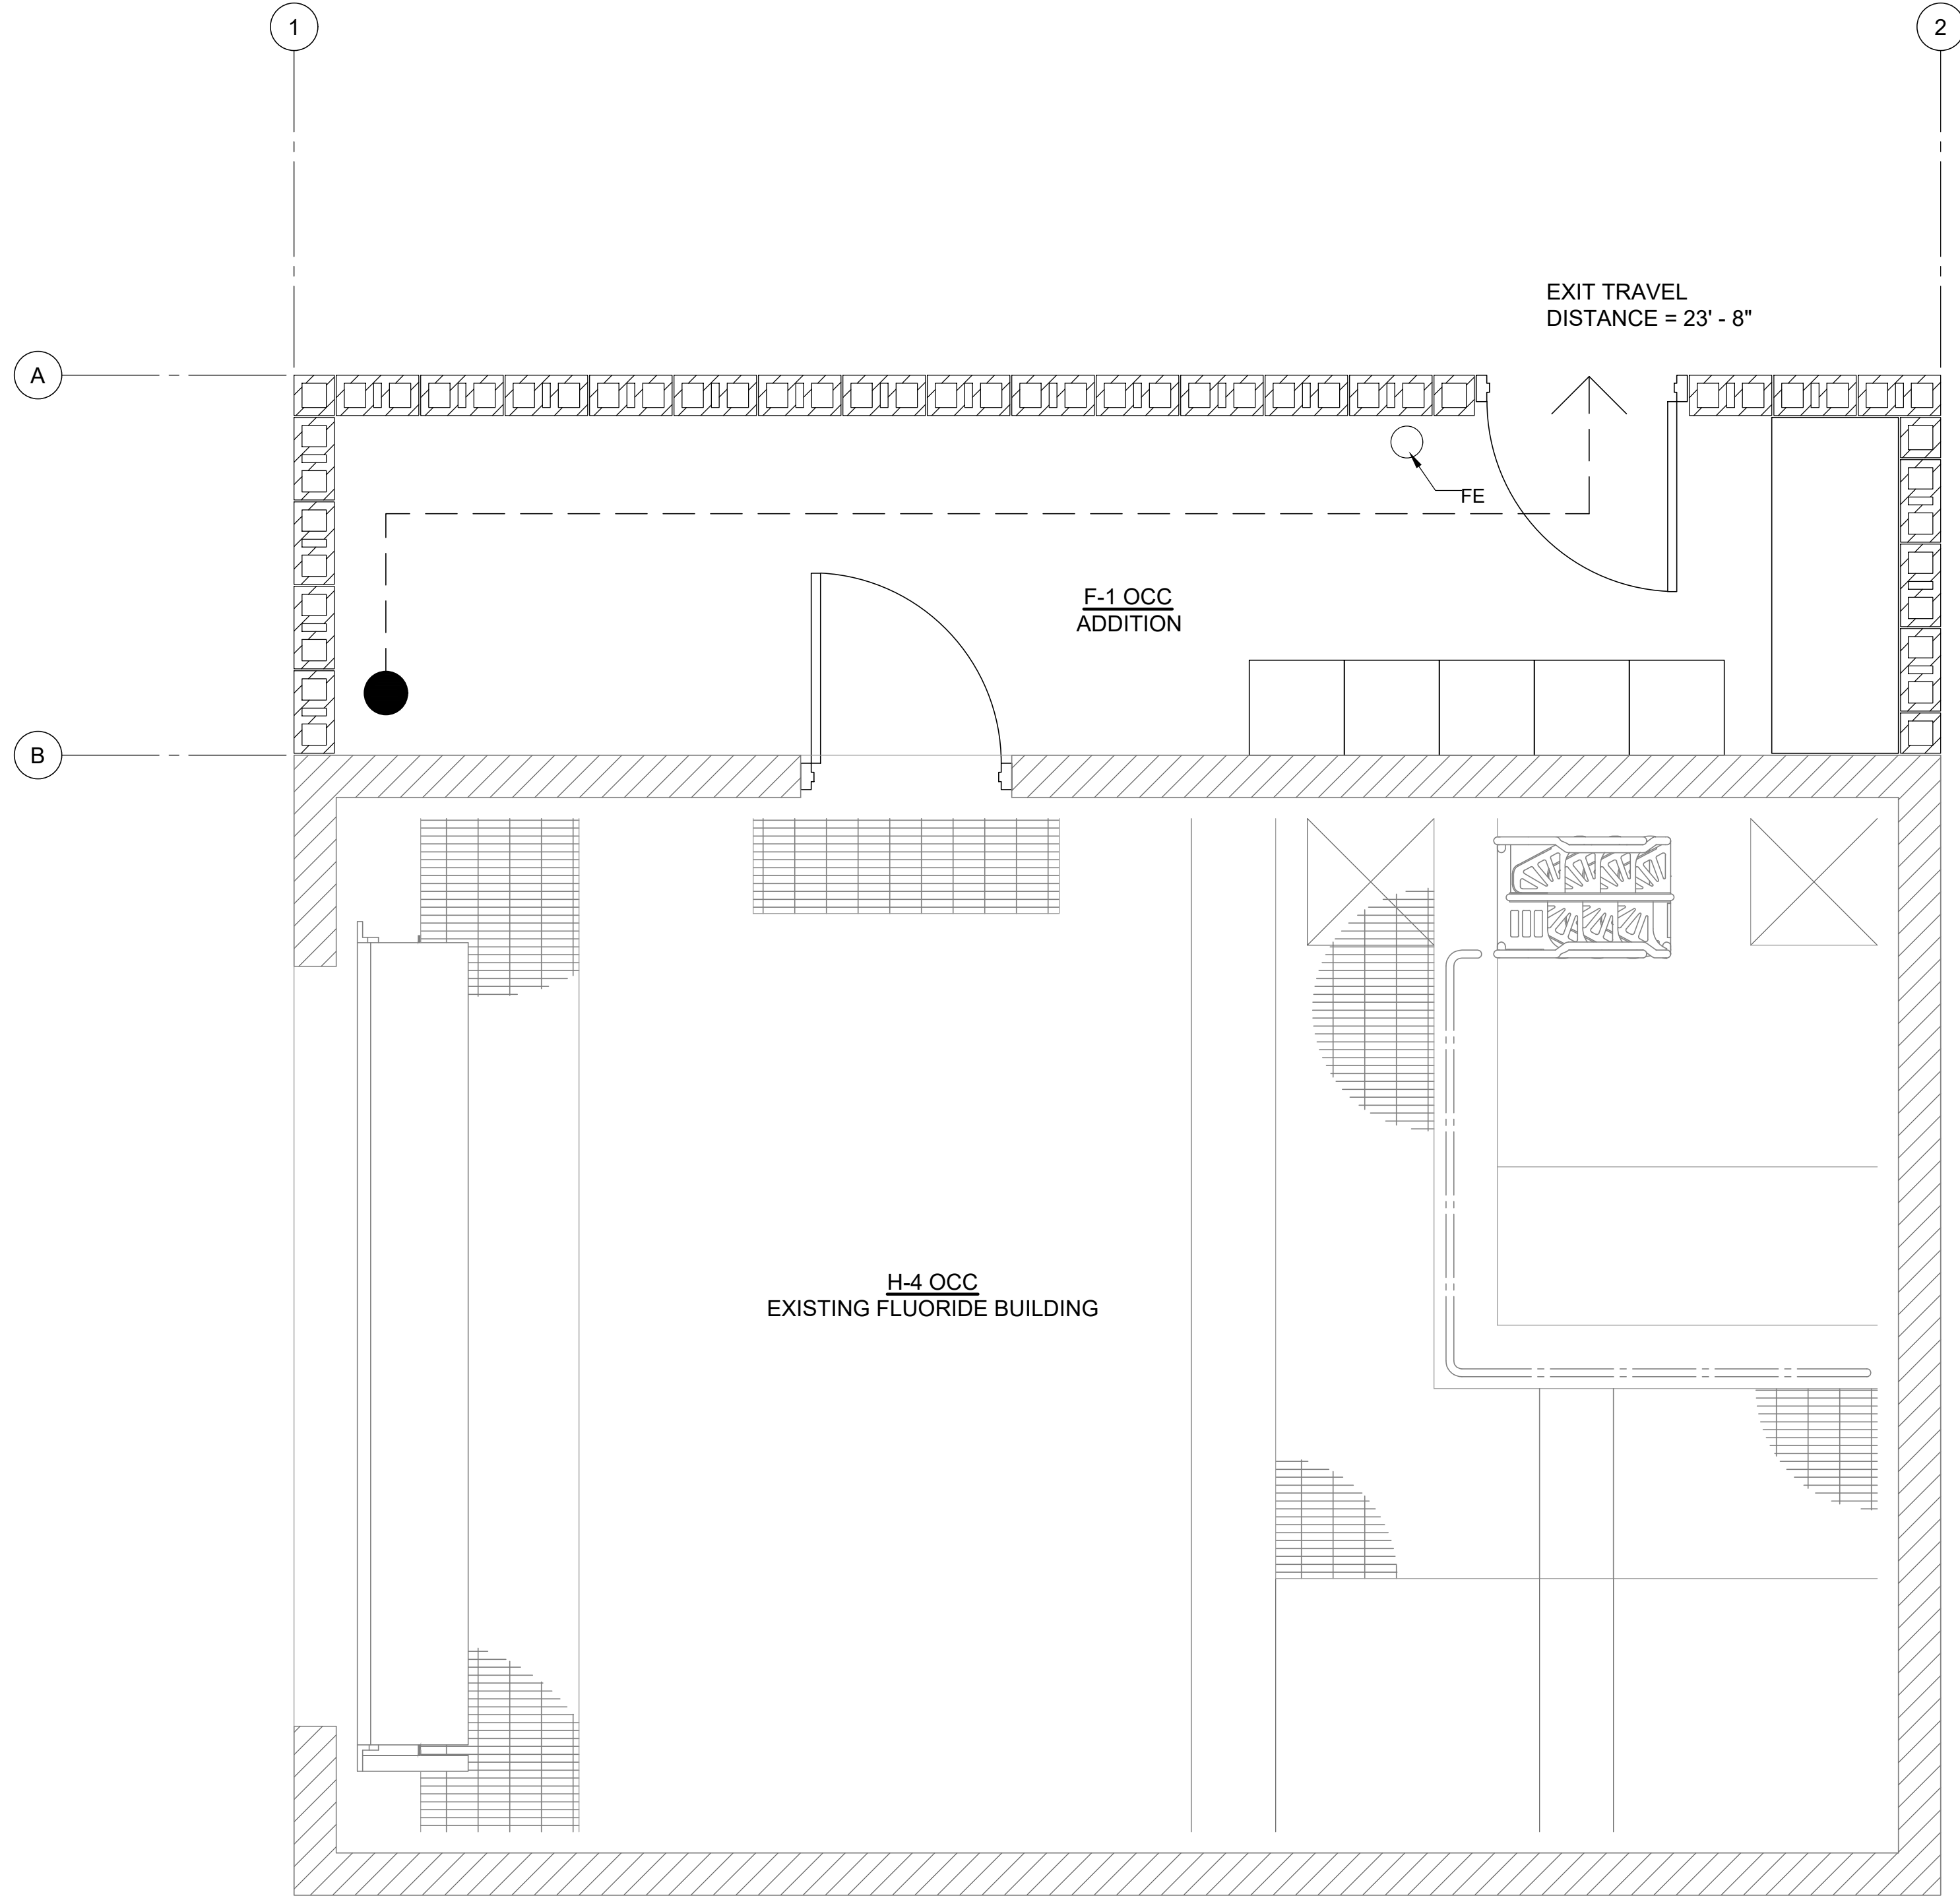 1
2
EXIT TRAVEL
DISTANCE = 23' - 8"
A
FE
F-1 OCC
ADDITION
B
H-4 OCC
EXISTING FLUORIDE BUILDING